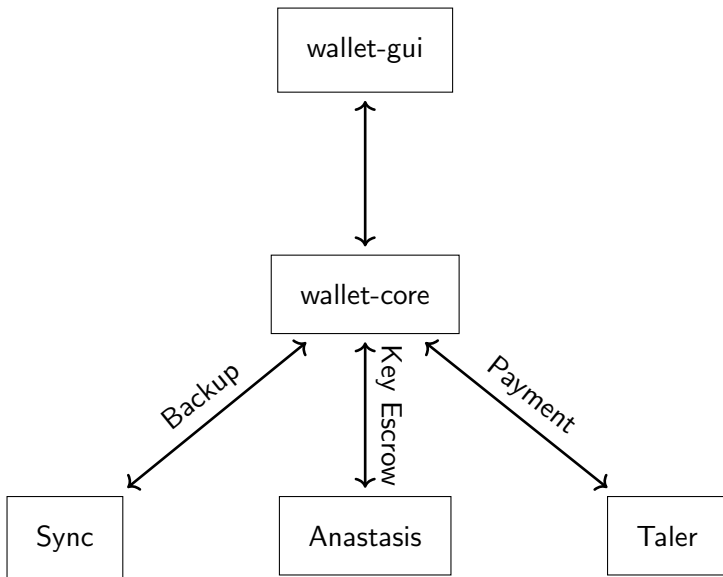 wallet-gui
wallet-core
Backup
Key Escrow
Payment
Sync
Anastasis
Taler